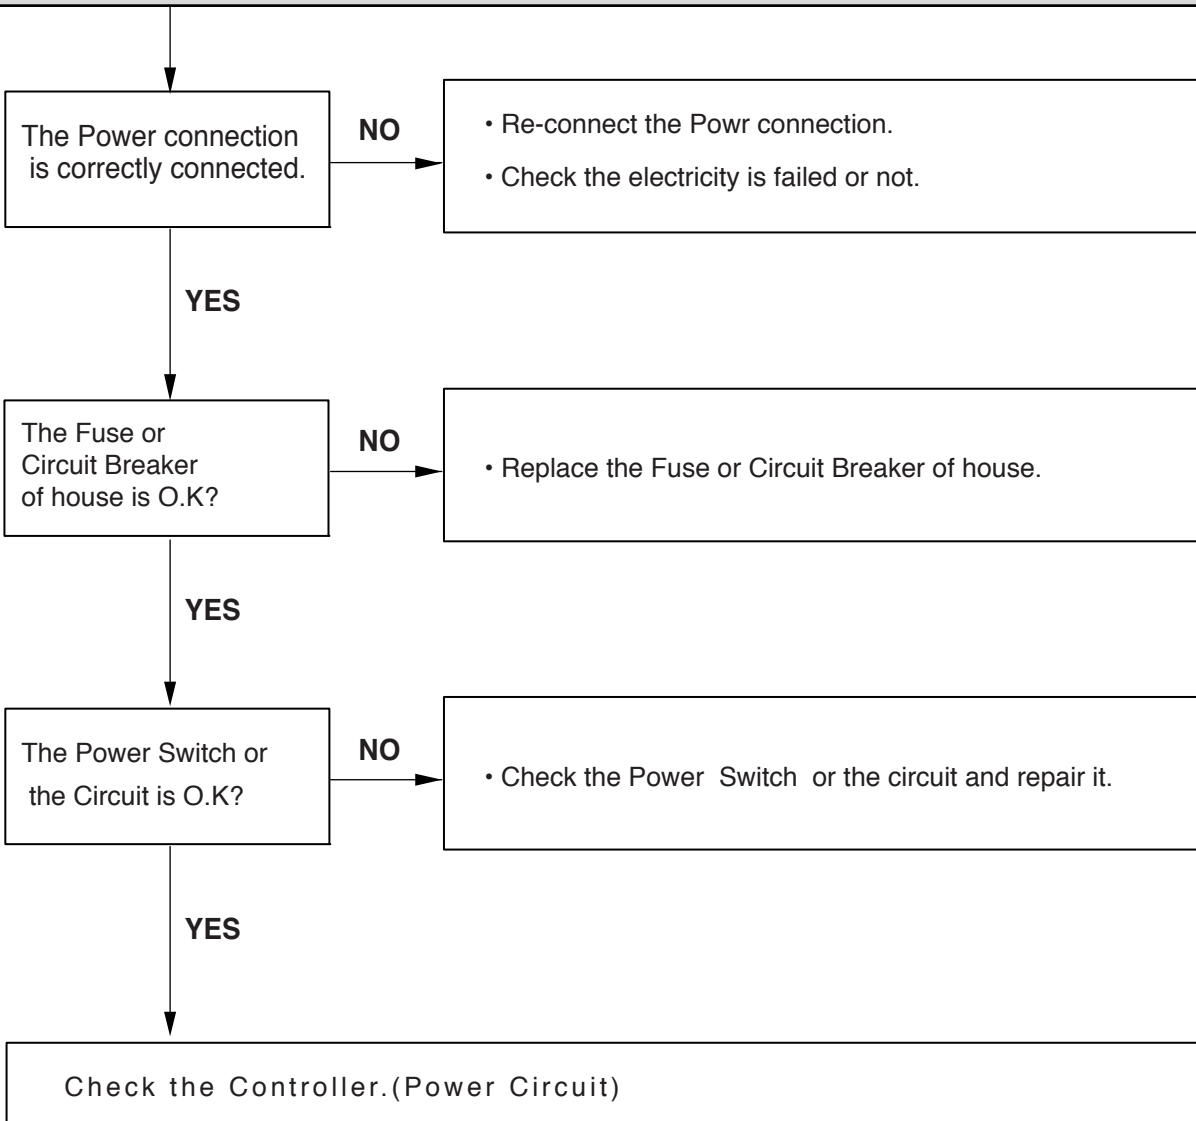 The Power connection
is correctly connected.
NO
• Re-connect the Powr connection.
• Check the electricity is failed or not.
YES
The Fuse or
Circuit Breaker
of house is O.K?
NO
• Replace the Fuse or Circuit Breaker of house.
YES
The Power Switch or
the Circuit is O.K?
NO
• Check the Power Switch or the circuit and repair it.
YES
Check the Controller.(Power Circuit)